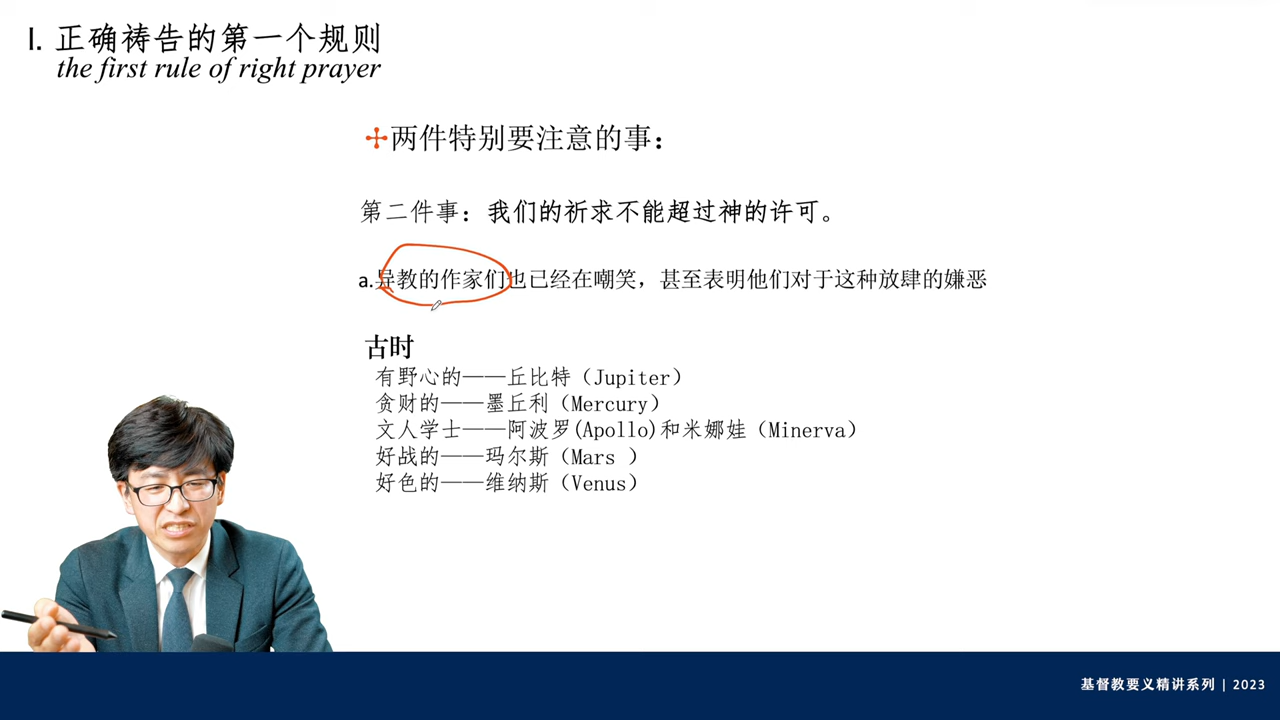 I. 正确祷告的第一个规则
the first rule of right prayer
两件特别要注意的事：
第二件事：我们的祈求不能超过神的许可。
a.异教的作家们也已经在嘲笑，甚至表明他们对于这种放肆的嫌恶
古时
有野心的——丘比特（Jupiter）
贪财的——墨丘利（Mercury）
文人学士——阿波罗(Apollo)和米娜娃（Minerva）
好战的——玛尔斯（Mars ）
好色的——维纳斯（Venus）
基督教要义精讲系列 | 2023